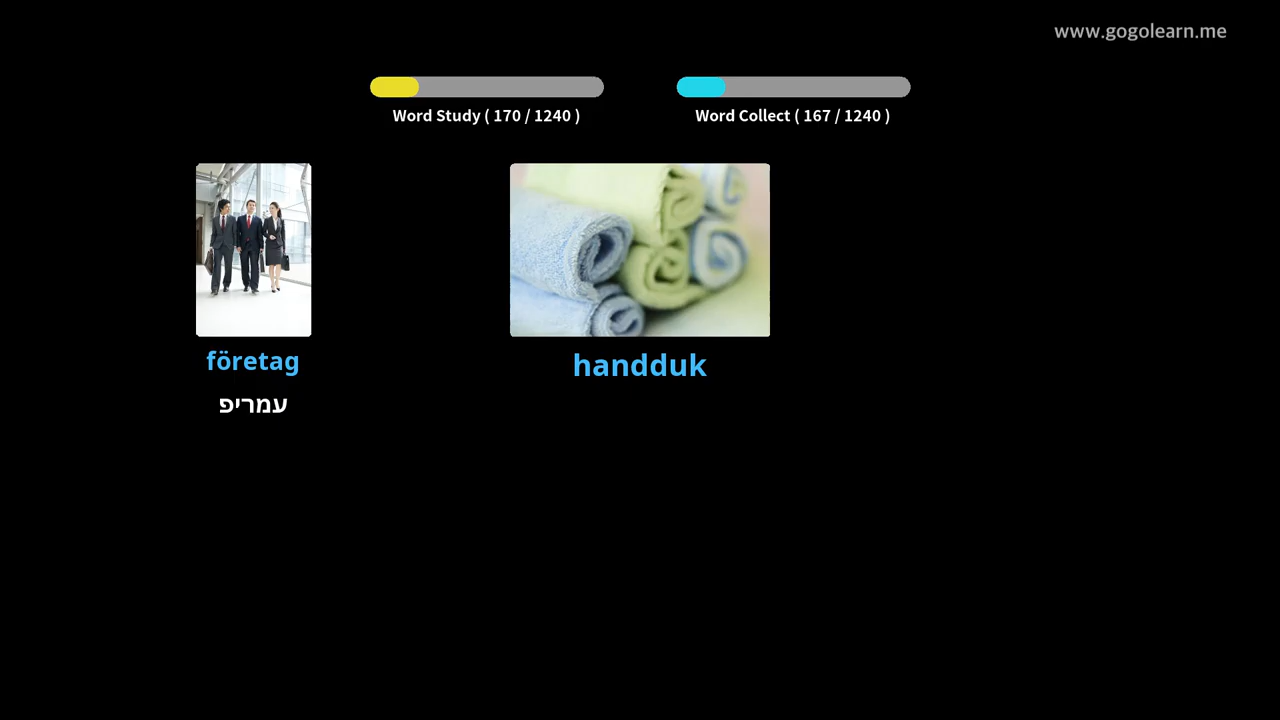 www.gogolearn.me
Word Study ( 170 / 1240 )
Word Collect ( 167 / 1240 )
företag
עמריפ
handduk